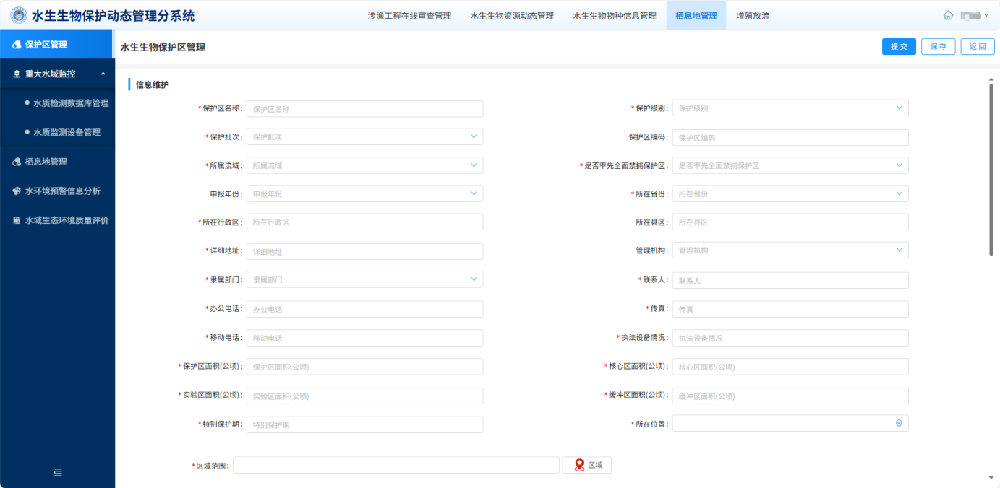 水生生物保护动态管理分系统
涉渔工程在线审查管理 水生生物资源动态管理 水生生物物种信息管理 栖息地管理 增殖放流
保护区管理
重大水域监控
水质检测数据库管理
水质监测设备管理
栖息地管理
水环境预警信息分析
水域生态环境质量评价
水生生物保护区管理 提交 保存 返回
信息维护
*保护区名称: 保护区名称 *保护级别: 保护级别
*保护批次: 保护批次 保护区编码: 保护区编码
*所属流域: 所属流域 *是否率先全面禁捕保护区: 是否率先全面禁捕保护区
申报年份: 申报年份 *所在省份: 所在省份
*所在行政区: 所在行政区 所在县区: 所在县区
*详细地址: 详细地址 管理机构: 管理机构
*隶属部门: 隶属部门 *联系人: 联系人
*办公电话: 办公电话 *传真: 传真
*移动电话: 移动电话 *执法设备情况: 执法设备情况
*保护区面积(公顷): 保护区面积(公顷) *核心区面积(公顷): 核心区面积(公顷)
*实验区面积(公顷): 实验区面积(公顷) *缓冲区面积(公顷): 缓冲区面积(公顷)
*特别保护期: 特别保护期 *所在位置:
*区域范围: 区域